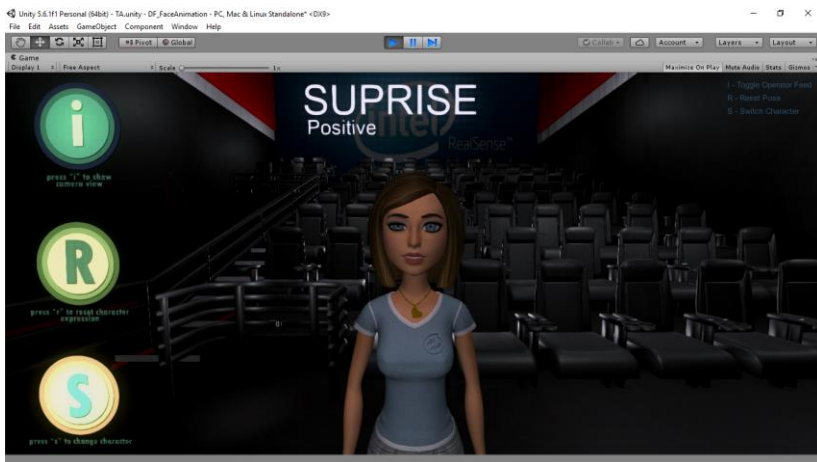 Unity 5.6.1f1 Personal (64bit) - TA.unity - DF_FaceAnimation - PC, Mac & Linux Standalone* <DX9>
File Edit Assets GameObject Component Window Help
Pivot Global Collab Account Layers Layout
Game
Display 1 Free Aspect Scale 1x Maximize On Play Mute Audio Stats Gizmos
I - Toggle Operator Feed
R - Reset Pose
S - Switch Character
SUPRISE
Positive
intel
RealSense™
i
press "i" to show
camera view
R
press "r" to reset character
expression
S
press "s" to change character